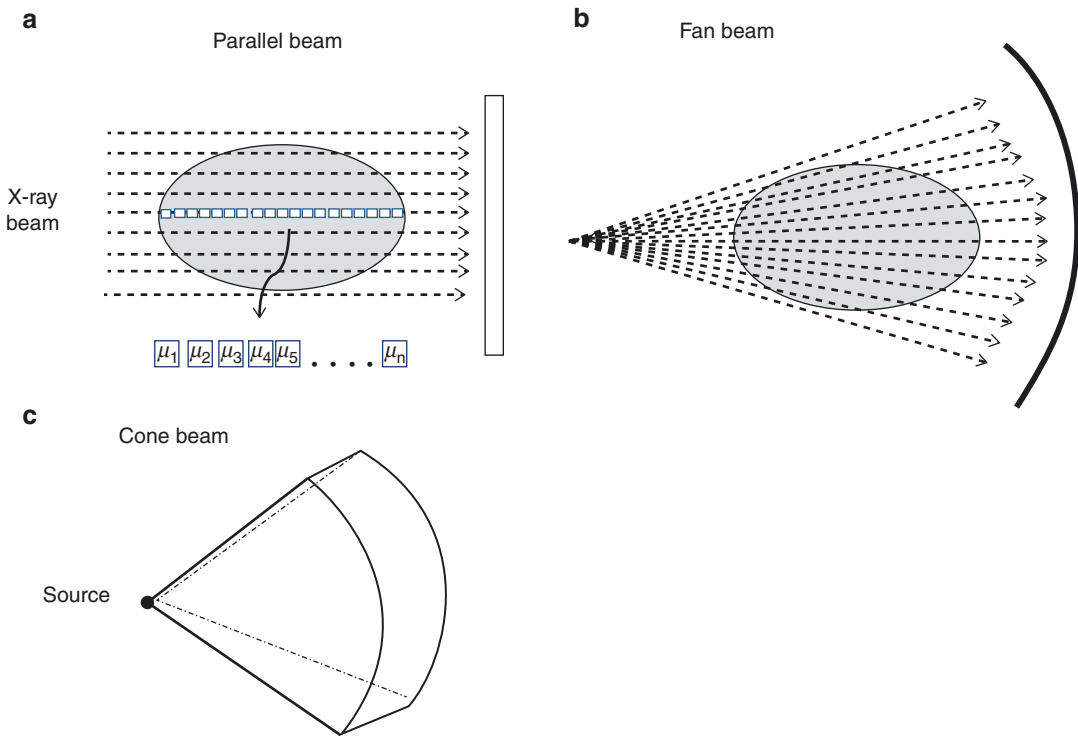 a
Parallel beam
X-ray
beam
μ1 μ2 μ3 μ4 μ5 . . . . μn
b
Fan beam
c
Cone beam
Source